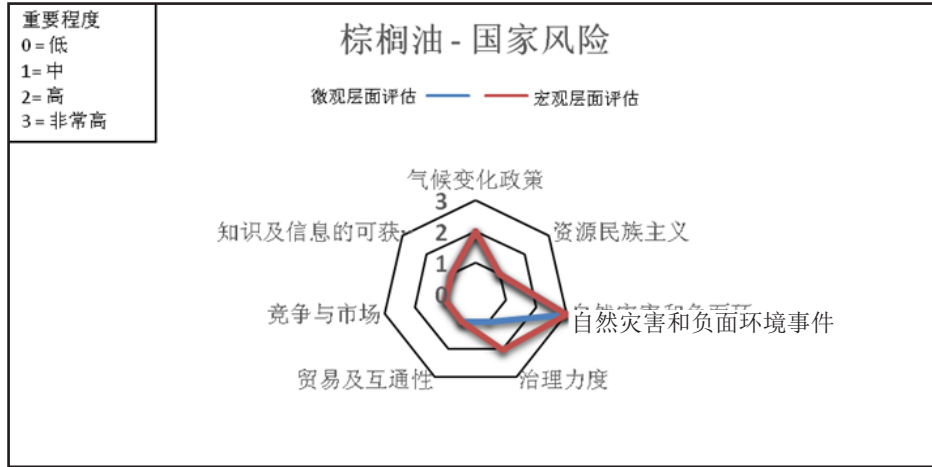 重要程度
0=低
1=中
2=高
3=非常高
棕榈油 - 国家风险
微观层面评估
宏观层面评估
气候变化政策
资源民族主义
自然灾害和负面环境事件
治理力度
贸易及互通性
竞争与市场
知识及信息的可获
3
2
1
0